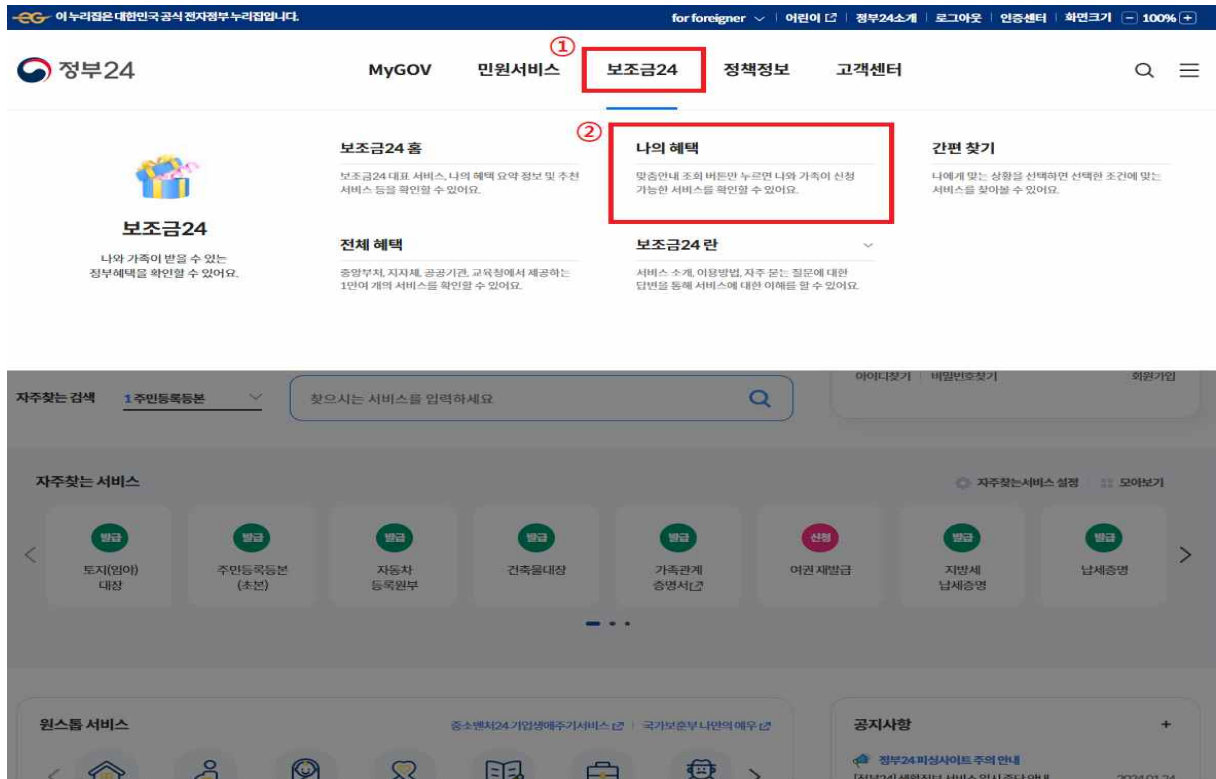 이 누리집은 대한민국 공식 전자정부 누리집입니다.
for foreigner 어린이 정부24소개 로그아웃 인증센터 화면크기 - 100% +
①
정부24
MyGOV 민원서비스 보조금24 정책정보 고객센터
②
보조금24
나와 가족이 받을 수 있는
정부혜택을 확인할 수 있어요.
보조금24 홈
보조금24 대표 서비스, 나의 혜택 요약 정보 및 추천
서비스 등을 확인할 수 있어요.
나의 혜택
맞춤안내 조회 버튼만 누르면 나와 가족이 신청
가능한 서비스를 확인할 수 있어요.
간편 찾기
나에게 맞는 상황을 선택하면 선택한 조건에 맞는
서비스를 찾아볼 수 있어요.
전체 혜택
중앙부처, 지자체, 공공기관, 교육청에서 제공하는
1만여 개의 서비스를 확인할 수 있어요.
보조금24 란
서비스 소개, 이용방법, 자주 묻는 질문에 대한
답변을 통해 서비스에 대한 이해를 할 수 있어요.
아이디찾기 비밀번호찾기 회원가입
자주찾는 검색 1 주민등록등본 찾으시는 서비스를 입력하세요
자주찾는 서비스
자주찾는서비스 설정 모아보기
발급 발급 발급 발급 발급 신청 발급 발급
토지(임야)
대장
주민등록등본
(초본)
자동차
등록원부
건축물대장
가족관계
증명서
여권 재발급
지방세
납세증명
납세증명
원스톱 서비스
중소벤처24 기업생애주기서비스 국가보훈부 나만의 예우
공지사항 +
정부24 피싱사이트 주의 안내
[정부24] 생활정보 서비스 일시 중단 안내 2024.01.24